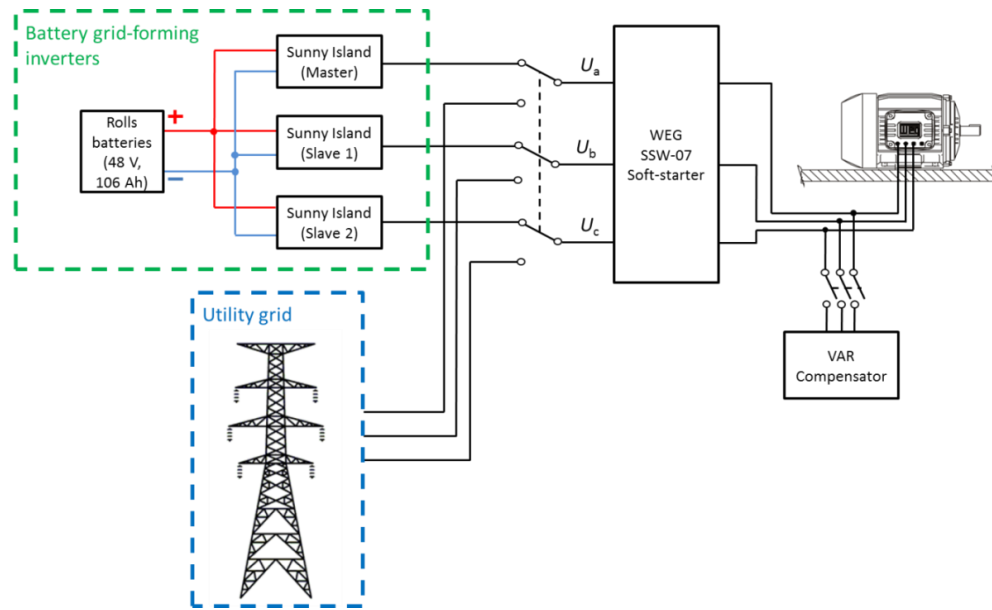 Battery grid-forming
inverters
Sunny Island
(Master)
Rolls
batteries
(48 V,
106 Ah)
+
−
Sunny Island
(Slave 1)
Sunny Island
(Slave 2)
Ua
Ub
Uc
WEG
SSW-07
Soft-starter
VAR
Compensator
Utility grid